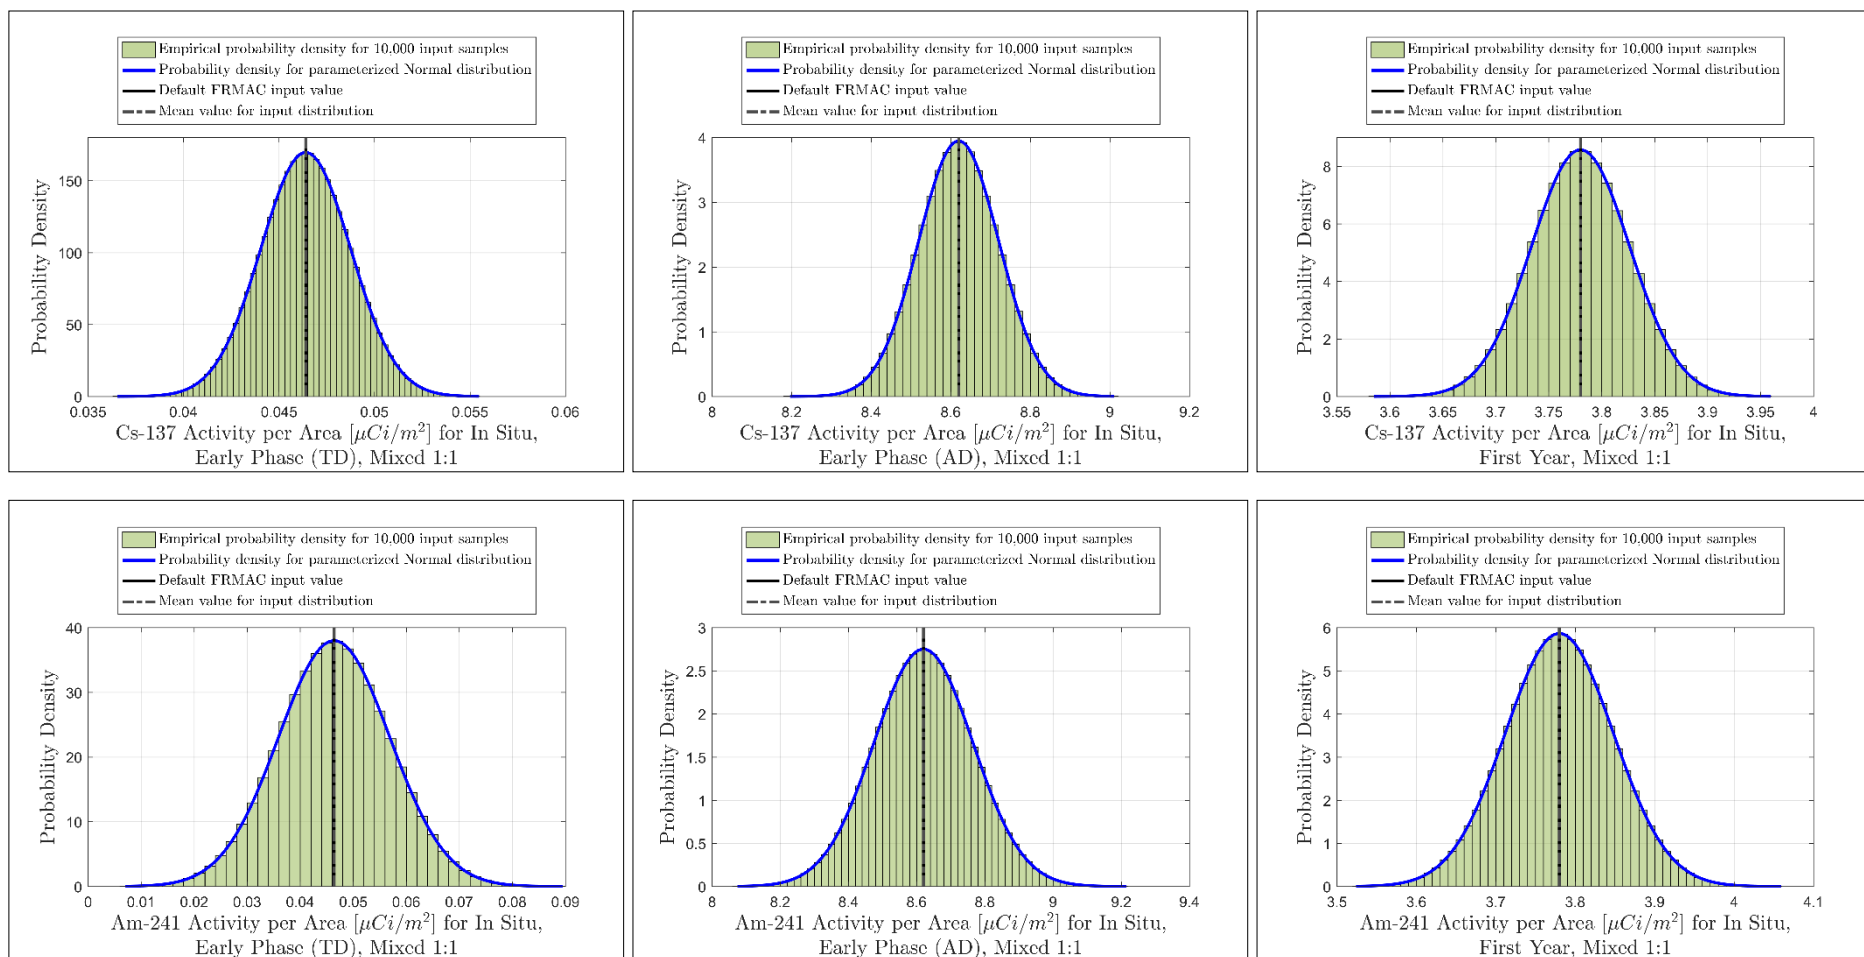 Empirical probability density for 10,000 input samples
Probability density for parameterized Normal distribution
Default FRMAC input value
Mean value for input distribution
150
100
50
0
Probability Density
0.035 0.04 0.045 0.05 0.055 0.06
Cs-137 Activity per Area [μCi/m²] for In Situ,
Early Phase (TD), Mixed 1:1
Empirical probability density for 10,000 input samples
Probability density for parameterized Normal distribution
Default FRMAC input value
Mean value for input distribution
4
3
2
1
0
Probability Density
8 8.2 8.4 8.6 8.8 9 9.2
Cs-137 Activity per Area [μCi/m²] for In Situ,
Early Phase (AD), Mixed 1:1
Empirical probability density for 10,000 input samples
Probability density for parameterized Normal distribution
Default FRMAC input value
Mean value for input distribution
8
6
4
2
0
Probability Density
3.55 3.6 3.65 3.7 3.75 3.8 3.85 3.9 3.95 4
Cs-137 Activity per Area [μCi/m²] for In Situ,
First Year, Mixed 1:1
Empirical probability density for 10,000 input samples
Probability density for parameterized Normal distribution
Default FRMAC input value
Mean value for input distribution
40
30
20
10
0
Probability Density
0 0.01 0.02 0.03 0.04 0.05 0.06 0.07 0.08 0.09
Am-241 Activity per Area [μCi/m²] for In Situ,
Early Phase (TD), Mixed 1:1
Empirical probability density for 10,000 input samples
Probability density for parameterized Normal distribution
Default FRMAC input value
Mean value for input distribution
3
2.5
2
1.5
1
0.5
0
Probability Density
8 8.2 8.4 8.6 8.8 9 9.2 9.4
Am-241 Activity per Area [μCi/m²] for In Situ,
Early Phase (AD), Mixed 1:1
Empirical probability density for 10,000 input samples
Probability density for parameterized Normal distribution
Default FRMAC input value
Mean value for input distribution
6
5
4
3
2
1
0
Probability Density
3.5 3.6 3.7 3.8 3.9 4 4.1
Am-241 Activity per Area [μCi/m²] for In Situ,
First Year, Mixed 1:1